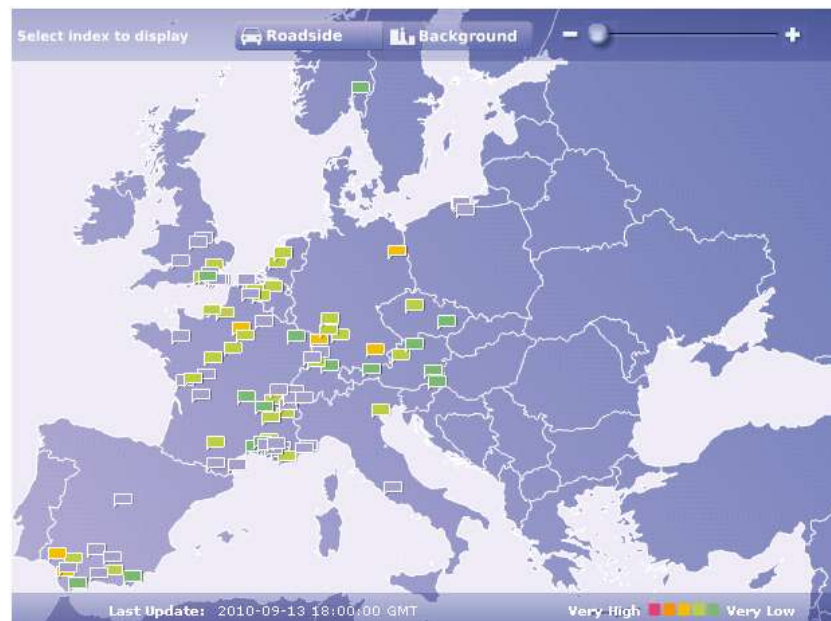 Select index to display Roadside Background
Last Update: 2010-09-13 18:00:00 GMT Very High Very Low